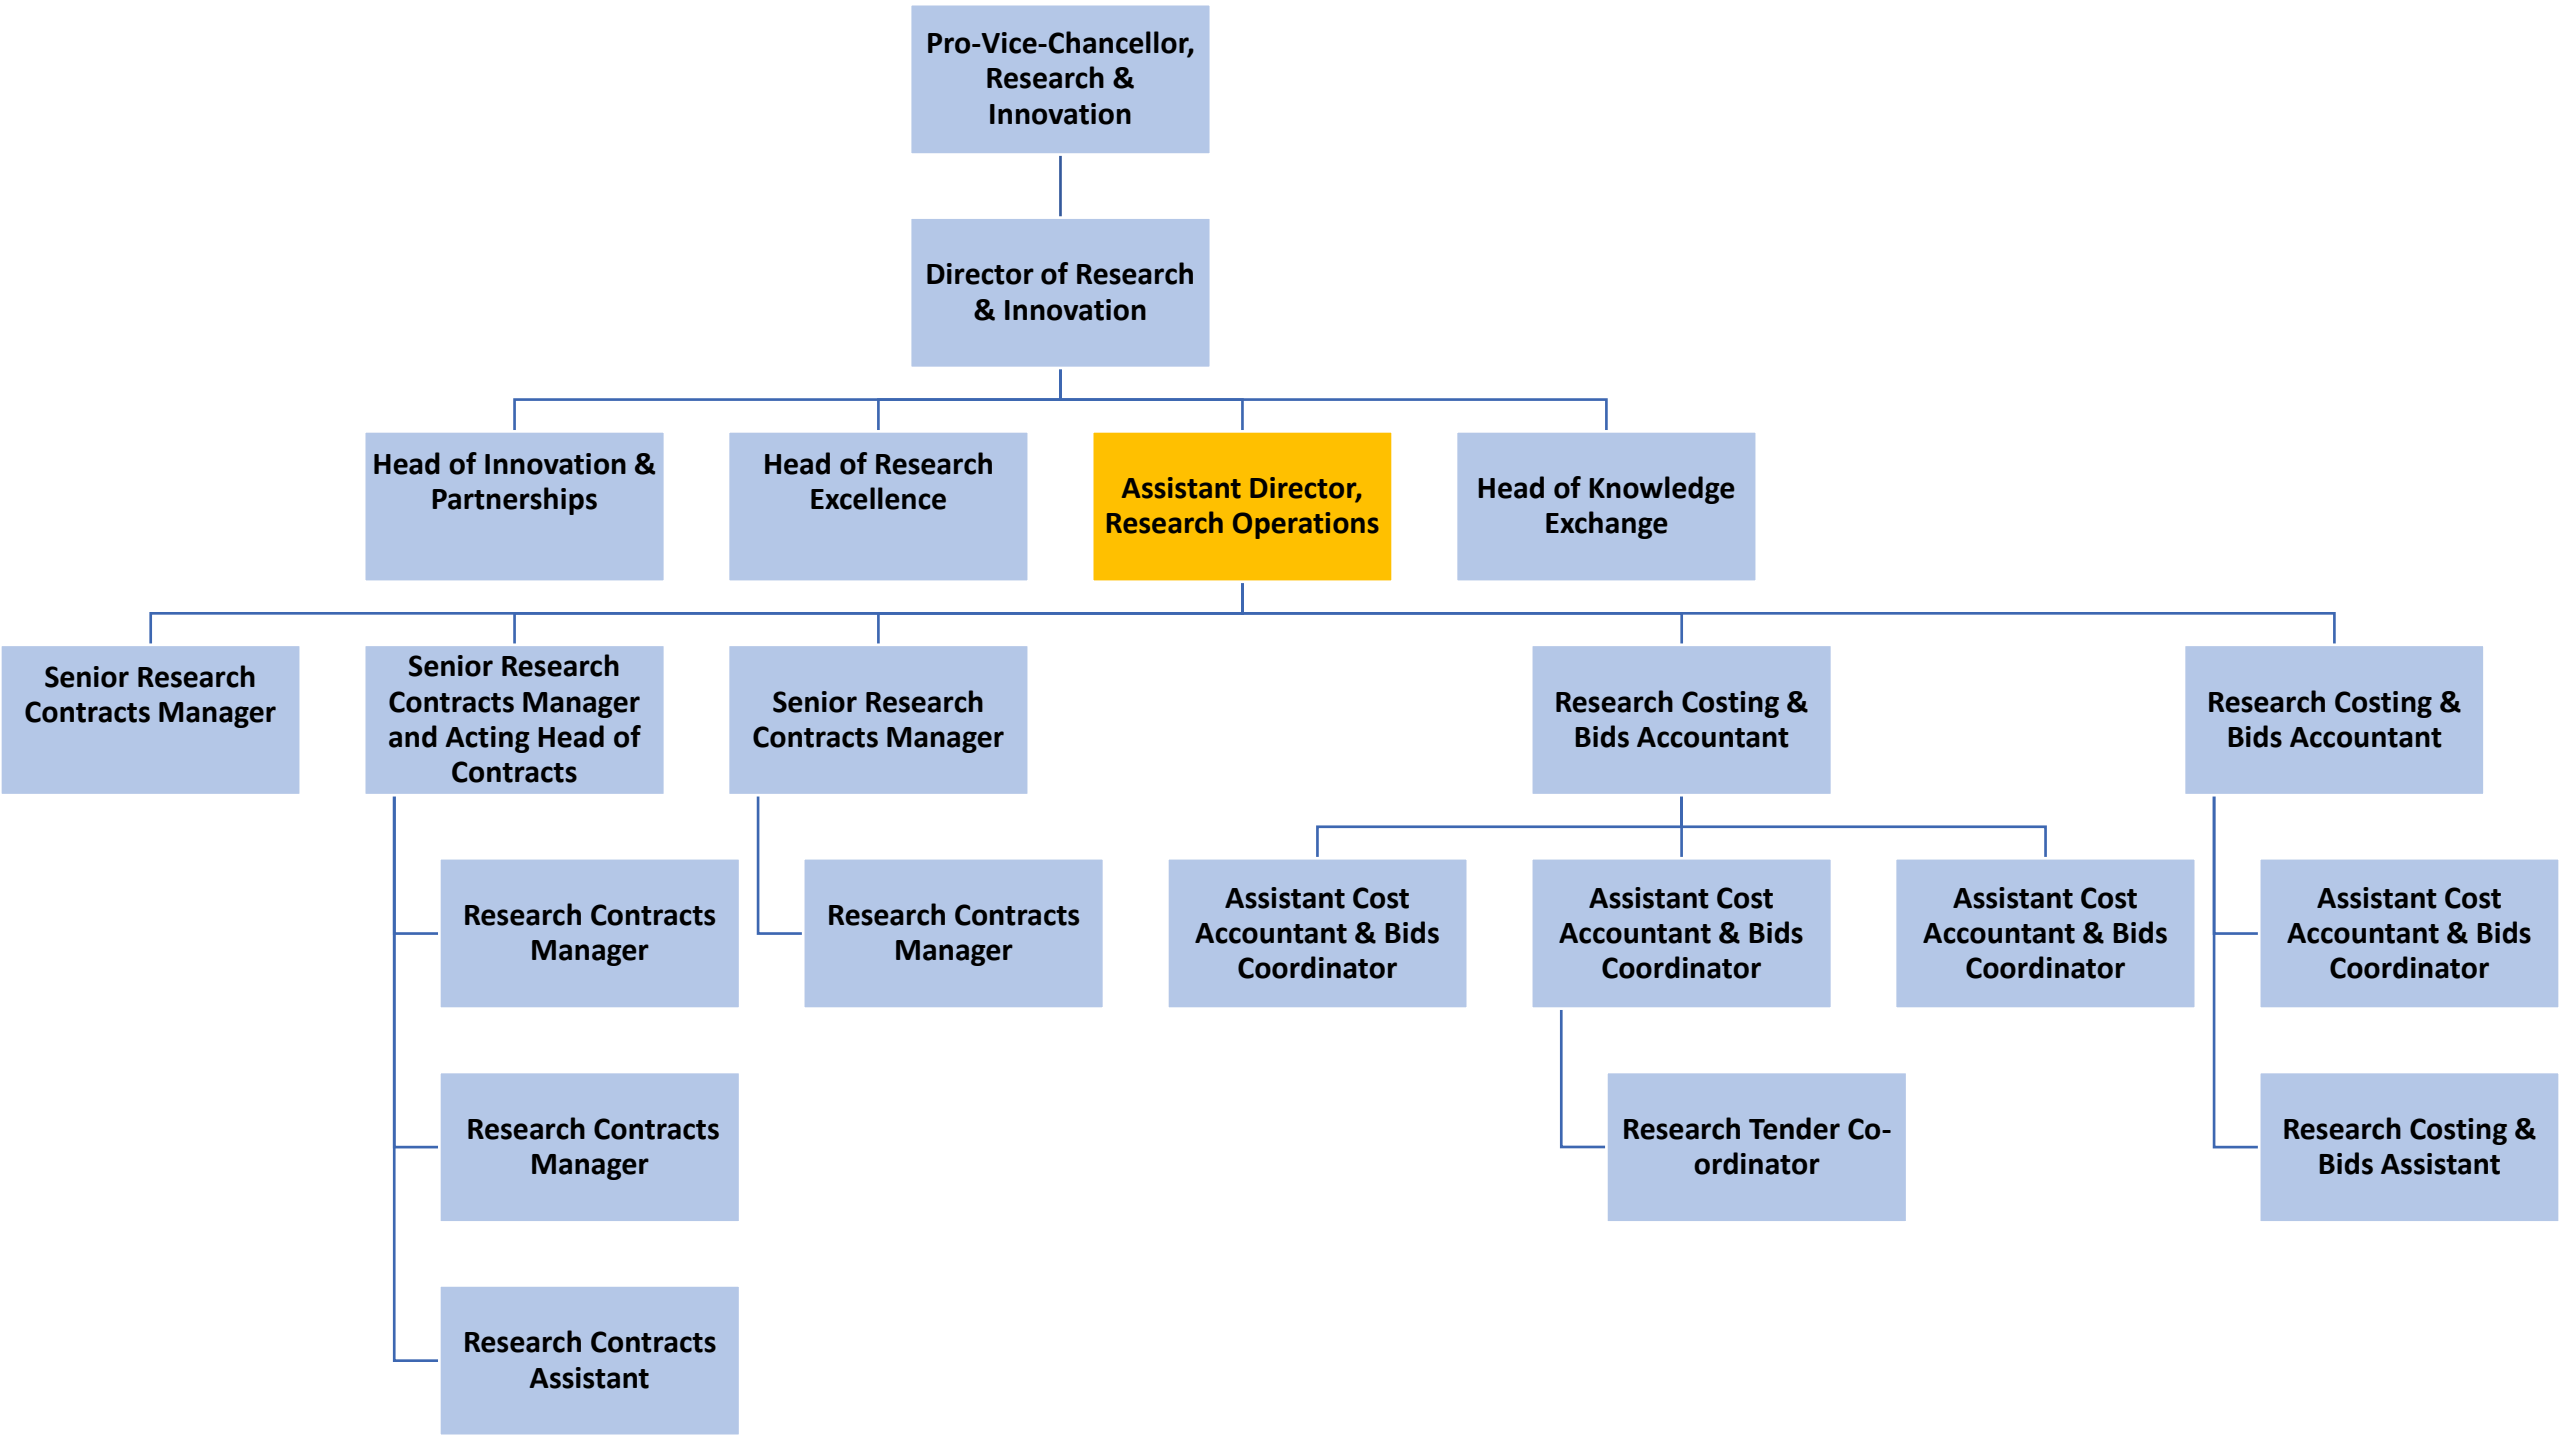 Pro-Vice-Chancellor,
Research &
Innovation
Director of Research
& Innovation
Head of Innovation &
Partnerships
Head of Research
Excellence
Assistant Director,
Research Operations
Head of Knowledge
Exchange
Senior Research
Contracts Manager
Senior Research
Contracts Manager
and Acting Head of
Contracts
Senior Research
Contracts Manager
Research Costing &
Bids Accountant
Research Costing &
Bids Accountant
Research Contracts
Manager
Research Contracts
Manager
Assistant Cost
Accountant & Bids
Coordinator
Assistant Cost
Accountant & Bids
Coordinator
Assistant Cost
Accountant & Bids
Coordinator
Assistant Cost
Accountant & Bids
Coordinator
Research Contracts
Manager
Research Tender Co-
ordinator
Research Costing &
Bids Assistant
Research Contracts
Assistant